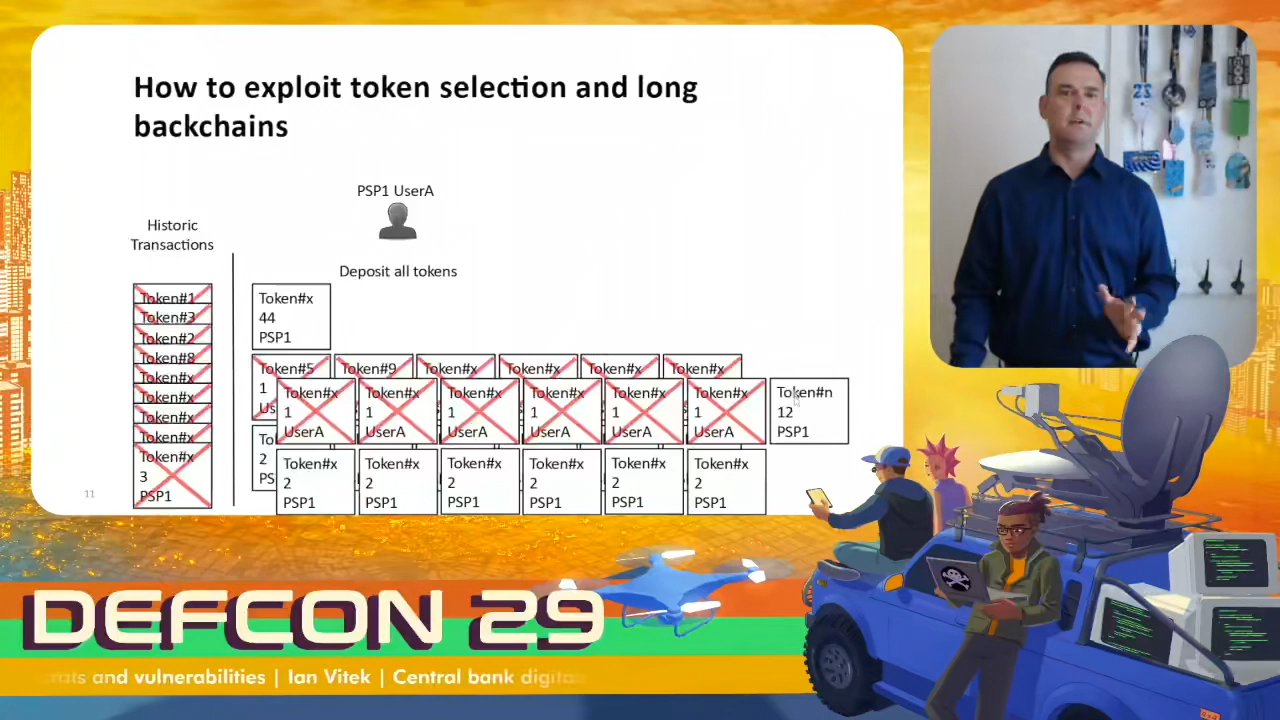 How to exploit token selection and long
backchains
PSP1 UserA
Historic
Transactions
Deposit all tokens
Token#1
Token#3
Token#2
Token#8
Token#x
Token#x
Token#x
Token#x
Token#x
3
PSP1
Token#x
44
PSP1
Token#5 Token#9 Token#x Token#x Token#x Token#x
1
Token#x Token#x Token#x Token#x Token#x Token#x Token#n
1 1 1 1 1 1 12
UserA UserA UserA UserA UserA UserA PSP1
2
Token#x Token#x Token#x Token#x Token#x Token#x
2 2 2 2 2 2
PSP1 PSP1 PSP1 PSP1 PSP1 PSP1
11
DEFCON 29
and vulnerabilities | Ian Vitek | Central bank digita